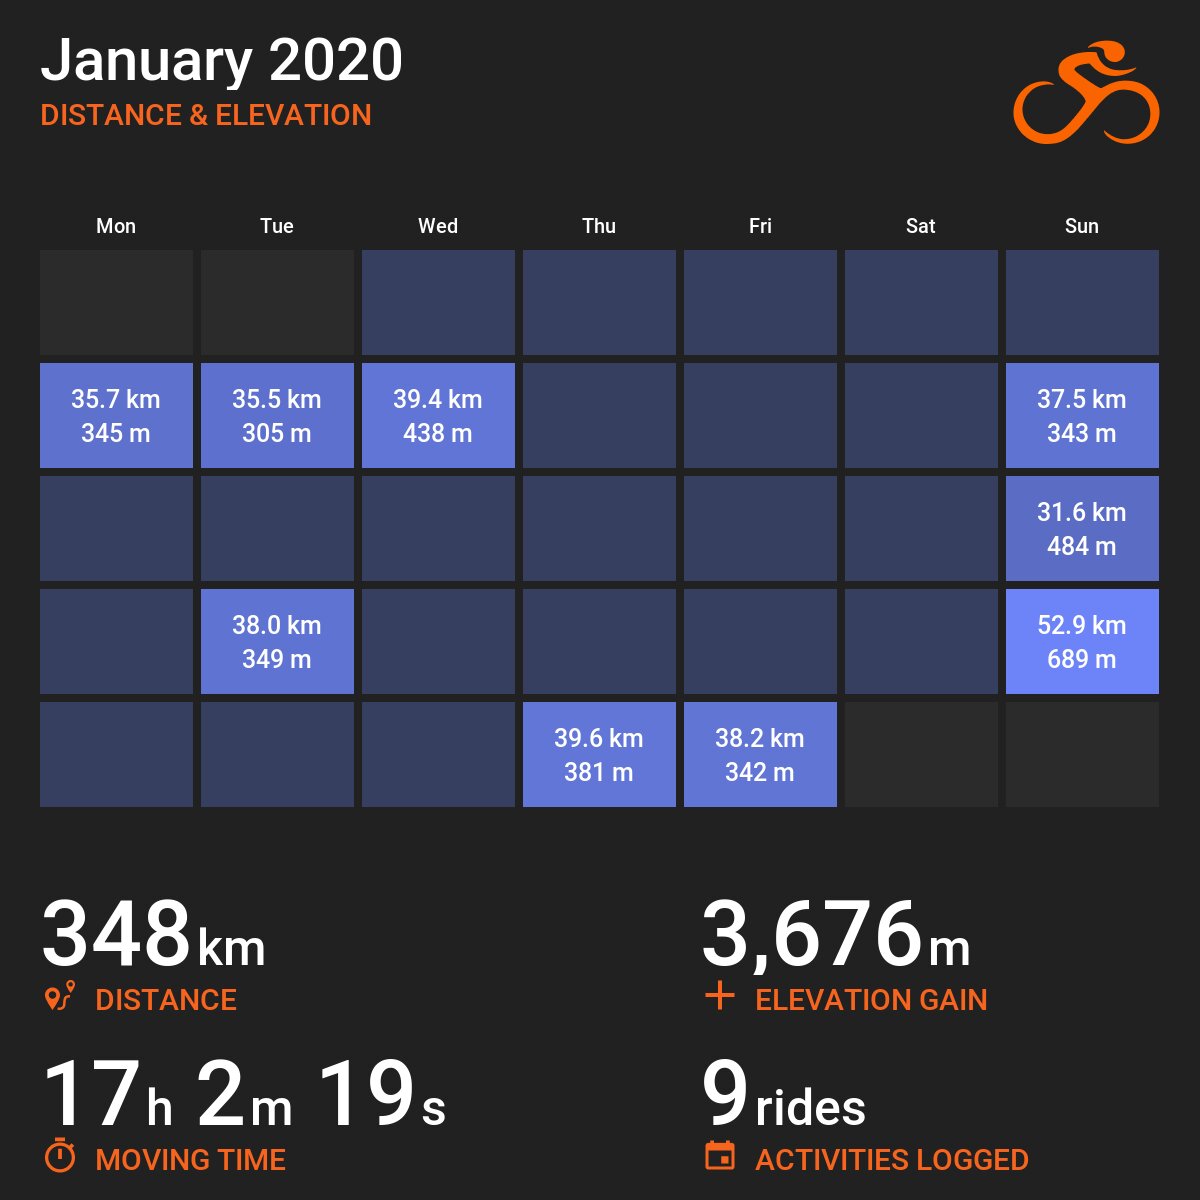 January 2020
DISTANCE & ELEVATION
Mon Tue Wed Thu Fri Sat Sun
35.7 km 35.5 km 39.4 km 37.5 km
345 m 305 m 438 m 343 m
31.6 km
484 m
38.0 km 52.9 km
349 m 689 m
39.6 km 38.2 km
381 m 342 m
348 km 3,676 m
DISTANCE ELEVATION GAIN
17h 2m 19s 9 rides
MOVING TIME ACTIVITIES LOGGED